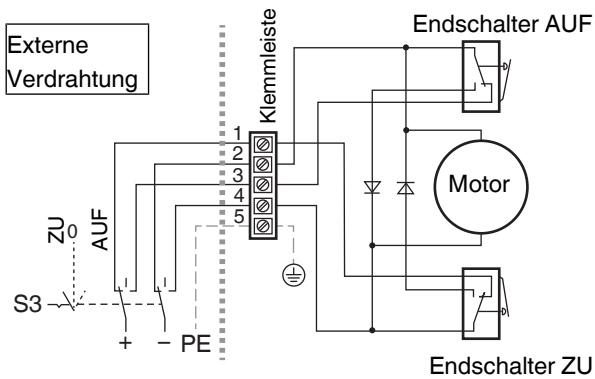 Externe
Verdrahtung
Klemmleiste
Endschalter AUF
1
2
3
4
5
Motor
ZU
0
AUF
S3
+
–
PE
Endschalter ZU